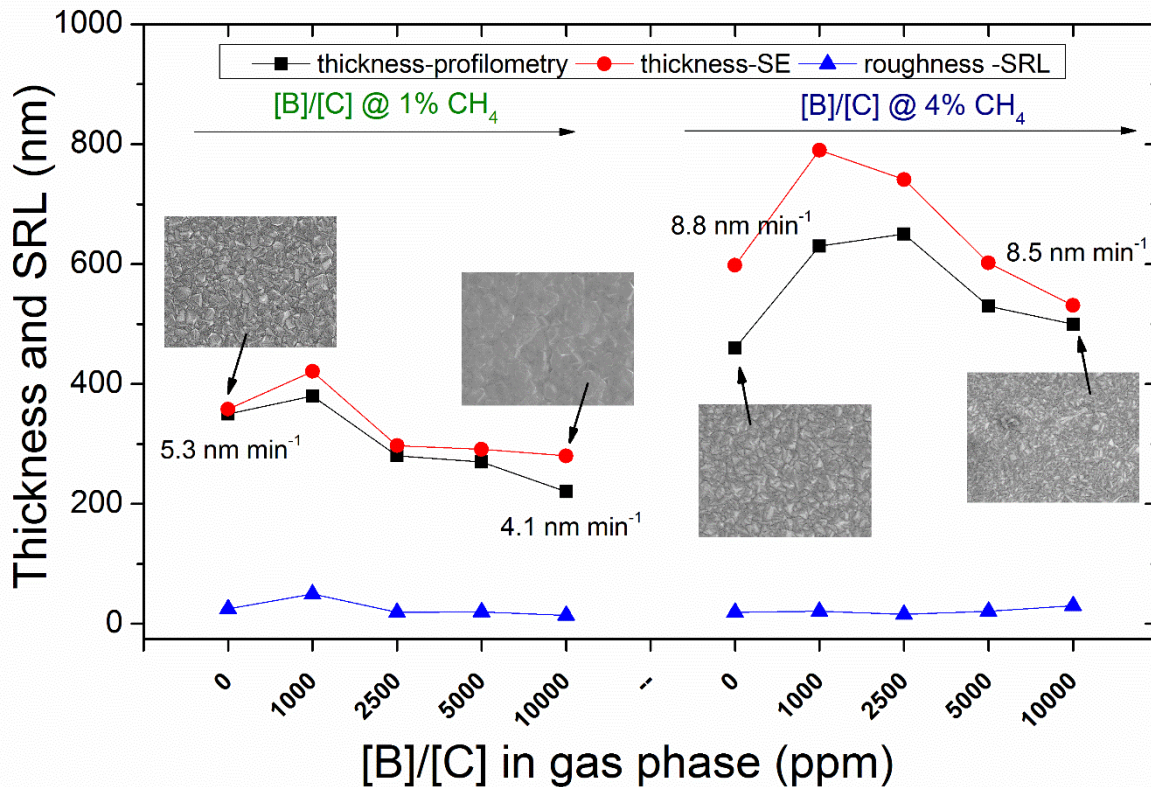 Thickness and SRL (nm)
1000
800
600
400
200
0
thickness-profilometry thickness-SE roughness -SRL
[B]/[C] @ 1% CH4
[B]/[C] @ 4% CH4
5.3 nm min-1
4.1 nm min-1
8.8 nm min-1
8.5 nm min-1
0 1000 2500 5000 10000 -- 0 1000 2500 5000 10000
[B]/[C] in gas phase (ppm)